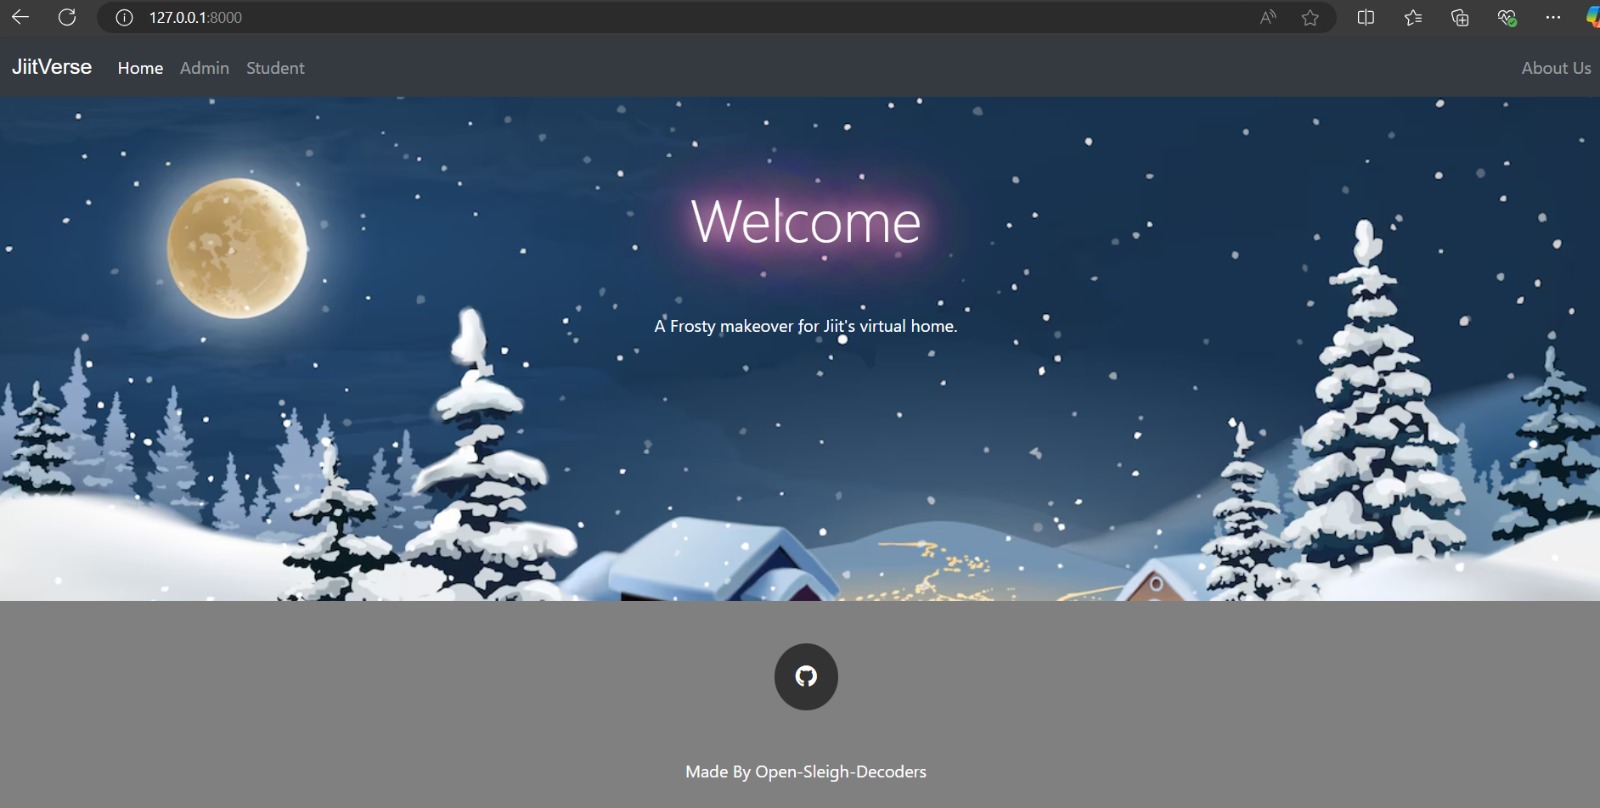 127.0.0.1:8000
JiitVerse Home Admin Student About Us
Welcome
A Frosty makeover for Jiit's virtual home.
Made By Open-Sleigh-Decoders